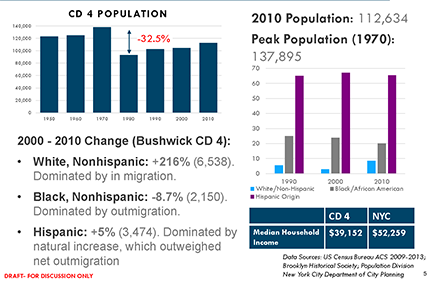 CD 4 POPULATION
140,000
120,000
100,000
80,000
60,000
40,000
20,000
0
-32.5%
1950 1960 1970 1980 1990 2000 2010
2000 - 2010 Change (Bushwick CD 4):
• White, Nonhispanic: +216% (6,538).
Dominated by in migration.
• Black, Nonhispanic: -8.7% (2,150).
Dominated by outmigration.
• Hispanic: +5% (3,474). Dominated by
natural increase, which outweighed
net outmigration
DRAFT- FOR DISCUSSION ONLY
2010 Population: 112,634
Peak Population (1970):
137,895
70
60
50
40
30
20
10
0
1990 2000 2010
White/Non-Hispanic Black/African American
Hispanic Origin
CD 4 NYC
Median Household
Income
$39,152 $52,259
Data Sources: US Census Bureau ACS 2009-2013;
Brooklyn Historical Society; Population Division
New York City Department of City Planning
5